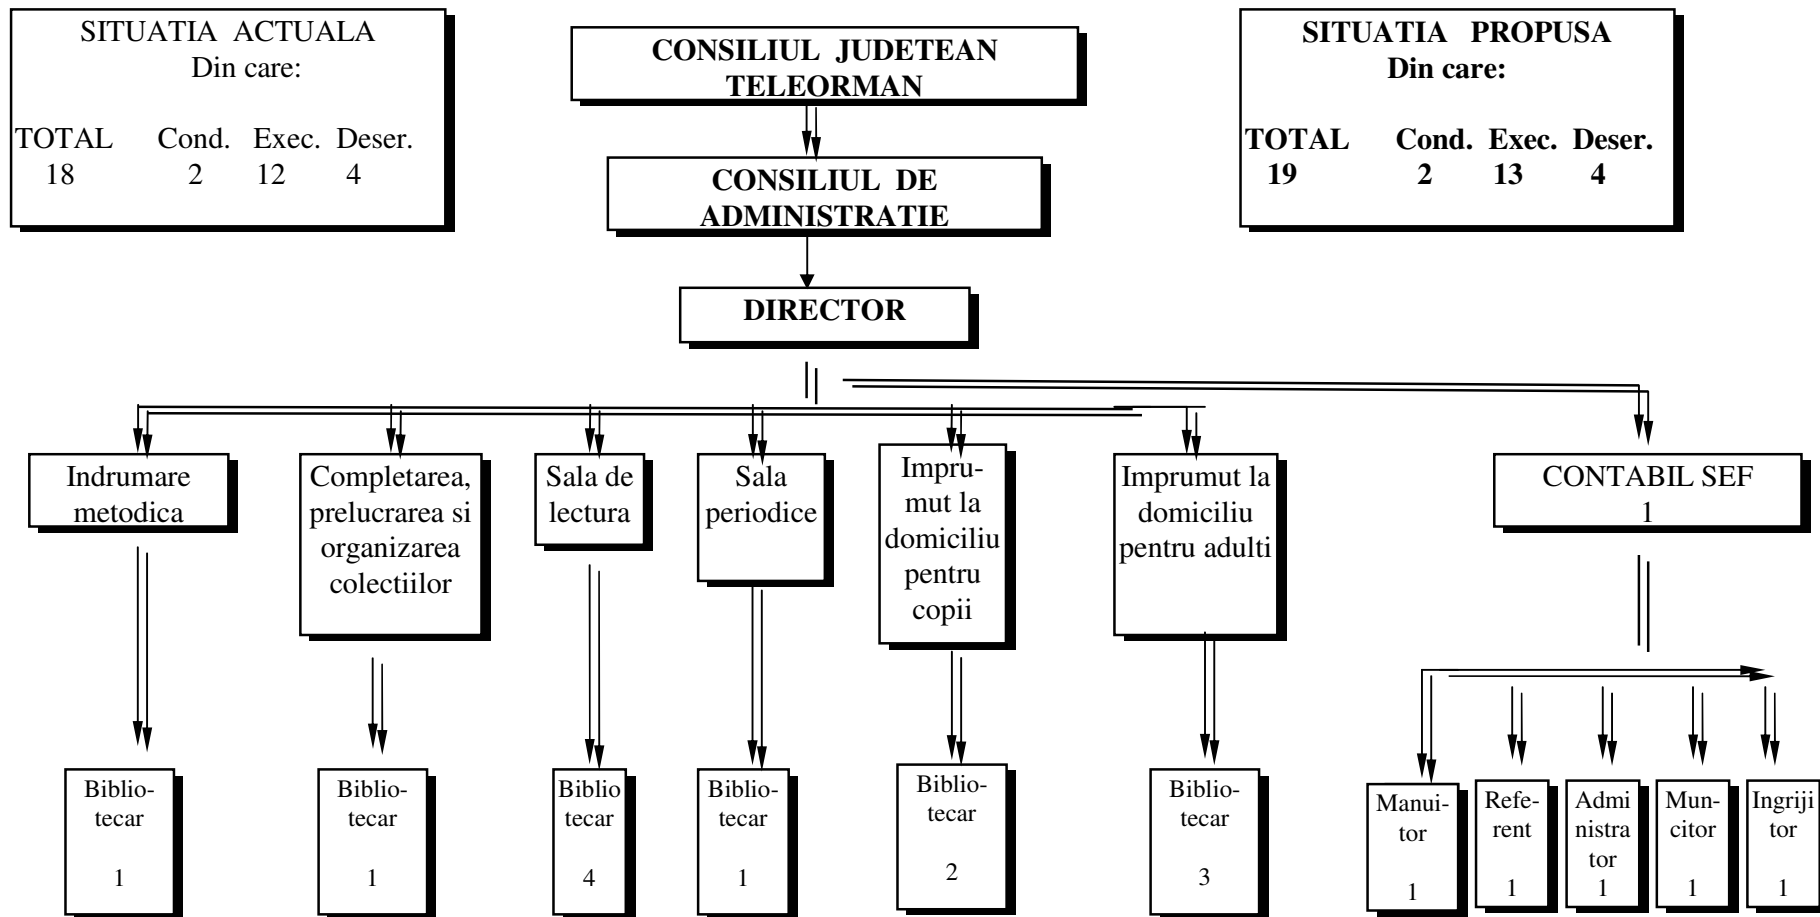 SITUATIA ACTUALA
Din care:
TOTAL Cond. Exec. Deser.
18 2 12 4
CONSILIUL JUDETEAN
TELEORMAN
SITUATIA PROPUSA
Din care:
TOTAL Cond. Exec. Deser.
19 2 13 4
CONSILIUL DE
ADMINISTRATIE
DIRECTOR
Indrumare
metodica
Completarea,
prelucrarea si
organizarea
colectiilor
Sala de
lectura
Sala
periodice
Impru-
mut la
domiciliu
pentru
copii
Imprumut la
domiciliu
pentru adulti
CONTABIL SEF
1
Biblio-
tecar
1
Biblio-
tecar
1
Biblio
tecar
4
Biblio-
tecar
1
Biblio-
tecar
2
Biblio-
tecar
3
Manui-
tor
1
Refe-
rent
1
Admi
nistra
tor
1
Mun-
citor
1
Ingriji
tor
1